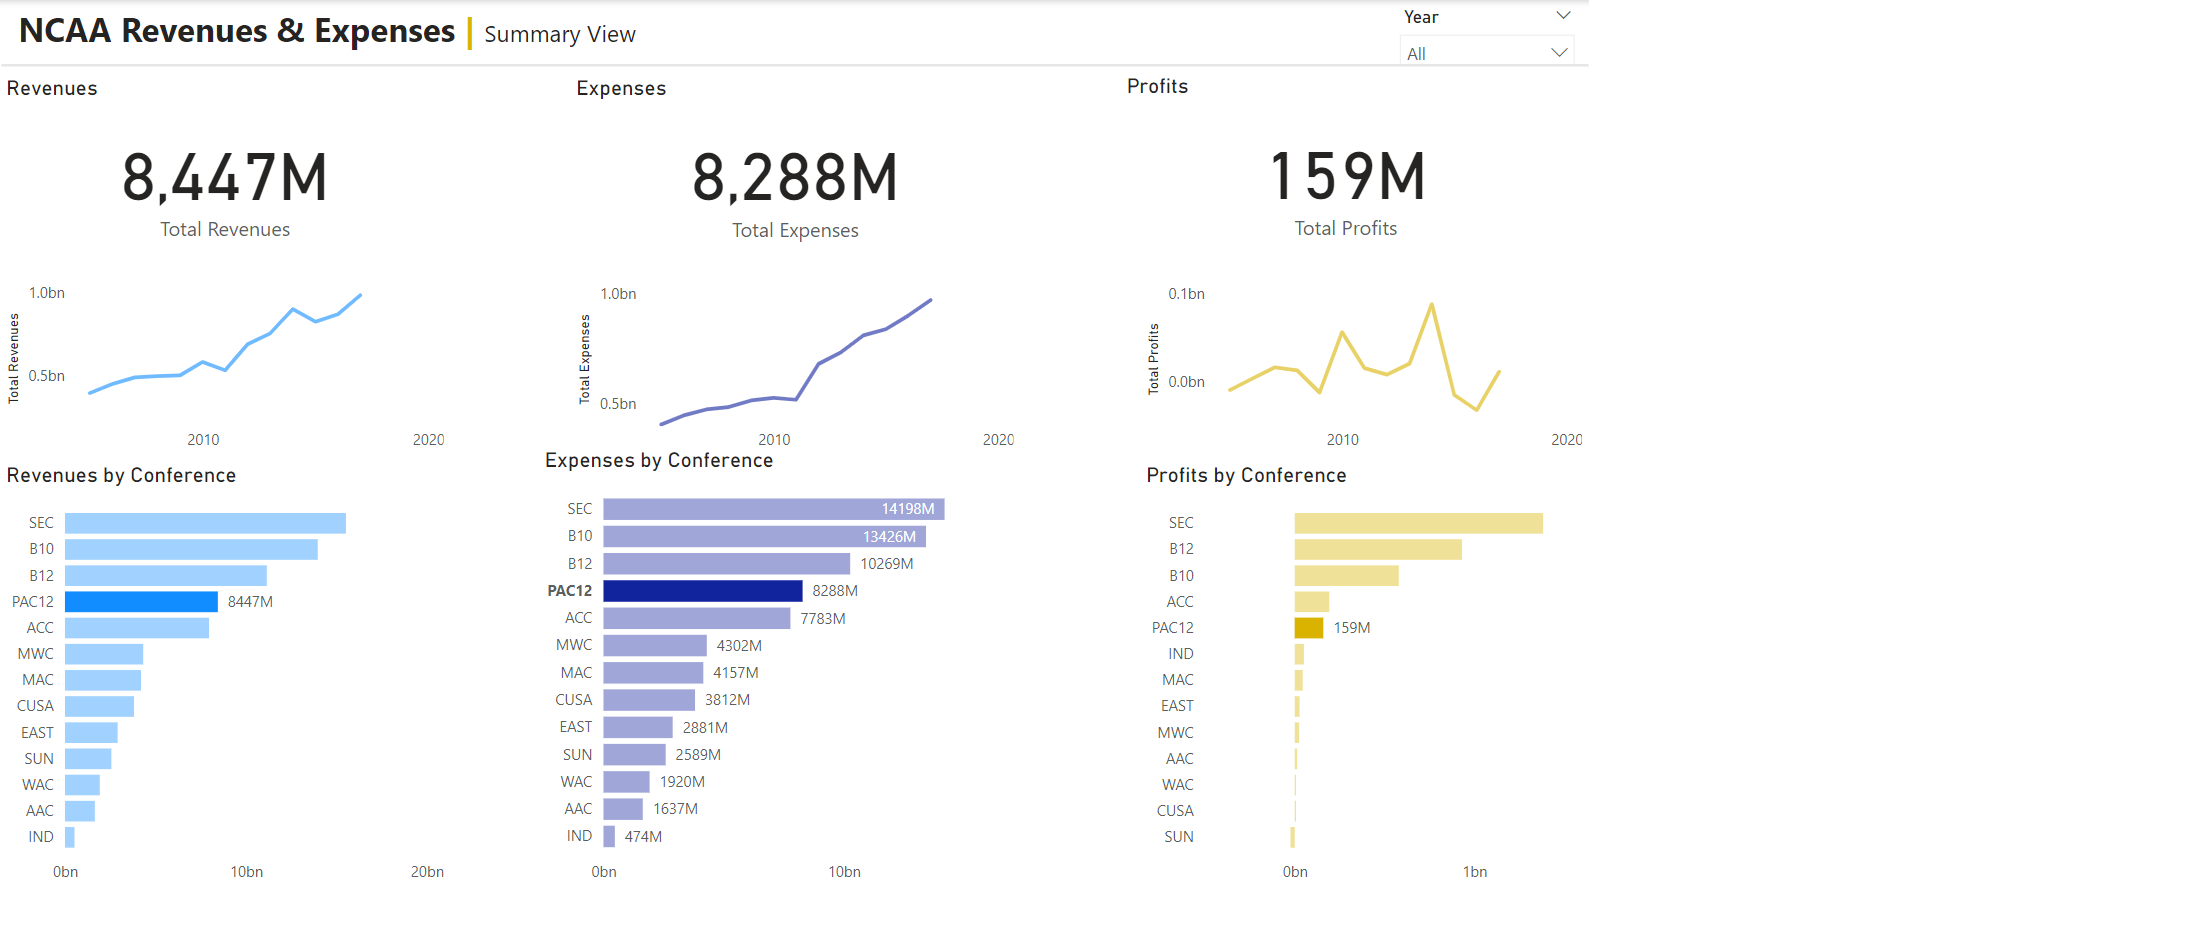 NCAA Revenues & Expenses | Summary View
Year
All
Revenues
8,447M
Total Revenues
1.0bn
0.5bn
Total Revenues
2010
2020
Expenses
8,288M
Total Expenses
1.0bn
0.5bn
Total Expenses
2010
2020
Profits
159M
Total Profits
0.1bn
0.0bn
Total Profits
2010
2020
Revenues by Conference
SEC
B10
B12
PAC12 8447M
ACC
MWC
MAC
CUSA
EAST
SUN
WAC
AAC
IND
0bn 10bn 20bn
Expenses by Conference
SEC 14198M
B10 13426M
B12 10269M
PAC12 8288M
ACC 7783M
MWC 4302M
MAC 4157M
CUSA 3812M
EAST 2881M
SUN 2589M
WAC 1920M
AAC 1637M
IND 474M
0bn 10bn
Profits by Conference
SEC
B12
B10
ACC
PAC12 159M
IND
MAC
EAST
MWC
AAC
WAC
CUSA
SUN
0bn 1bn